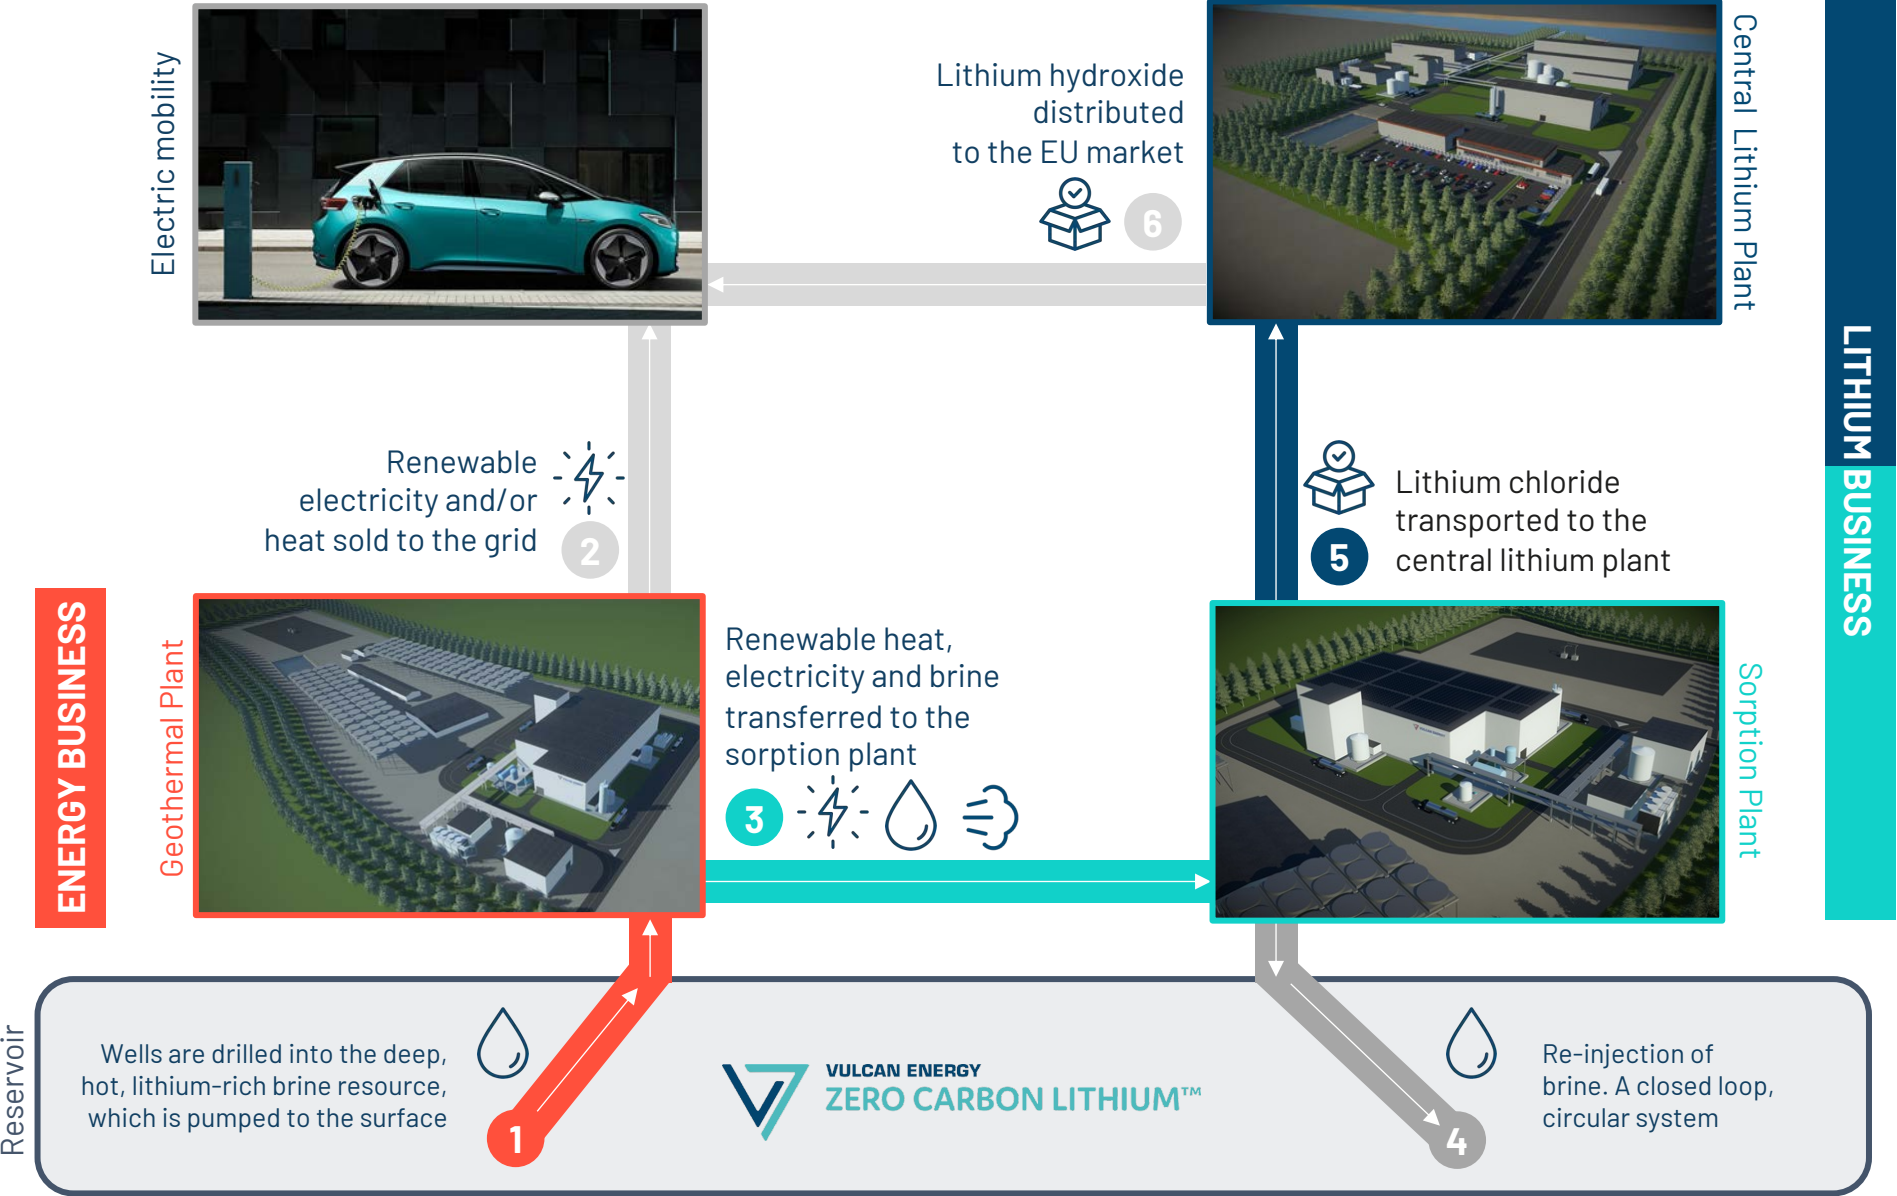 Electric mobility
Lithium hydroxide
distributed
to the EU market
6
Central Lithium Plant
LITHIUM BUSINESS
Renewable
electricity and/or
heat sold to the grid
2
Lithium chloride
transported to the
central lithium plant
5
ENERGY BUSINESS
Geothermal Plant
Renewable heat,
electricity and brine
transferred to the
sorption plant
3
Sorption Plant
Reservoir
Wells are drilled into the deep,
hot, lithium-rich brine resource,
which is pumped to the surface
1
VULCAN ENERGY
ZERO CARBON LITHIUM™
4
Re-injection of
brine. A closed loop,
circular system